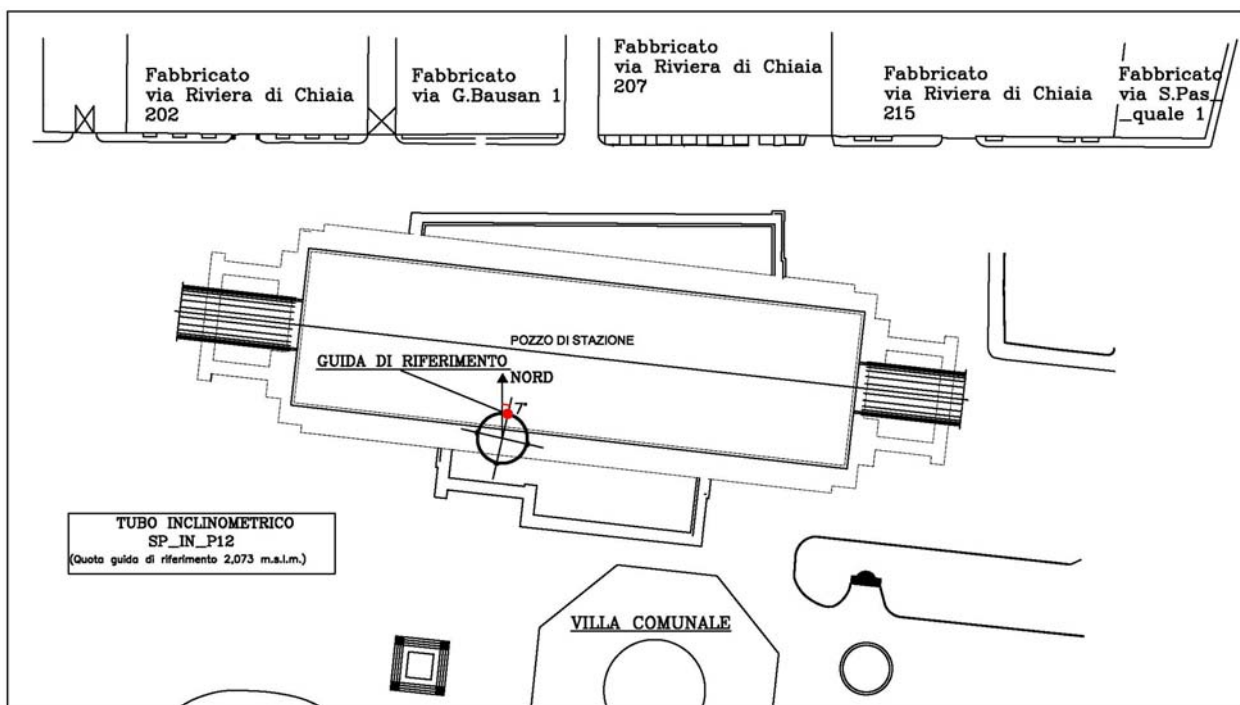 Fabbricato
via Riviera di Chiaia
202
Fabbricato
via G.Bausan 1
Fabbricato
via Riviera di Chiaia
207
Fabbricato
via Riviera di Chiaia
215
Fabbricato
via S.Pas_
_quale 1
POZZO DI STAZIONE
GUIDA DI RIFERIMENTO
NORD
7°
TUBO INCLINOMETRICO
SP_IN_P12
(Quota guida di riferimento 2,073 m.s.l.m.)
VILLA COMUNALE